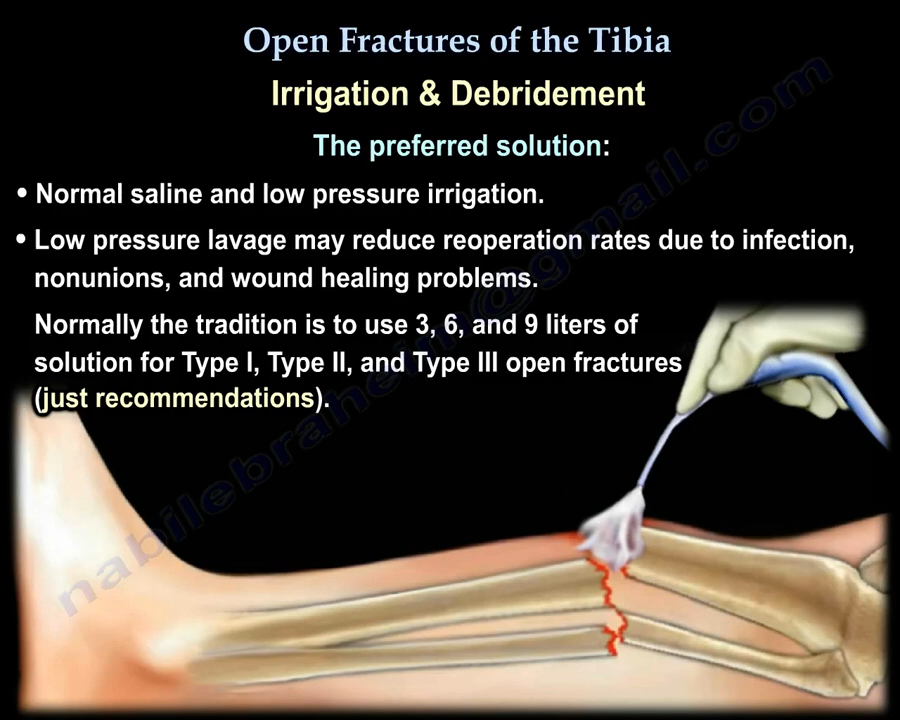 Open Fractures of the Tibia
Irrigation & Debridement
The preferred solution:
• Normal saline and low pressure irrigation.
• Low pressure lavage may reduce reoperation rates due to infection,
nonunions, and wound healing problems.
Normally the tradition is to use 3, 6, and 9 liters of
solution for Type I, Type II, and Type III open fractures
(just recommendations).
nabilebraheim@gmail.com